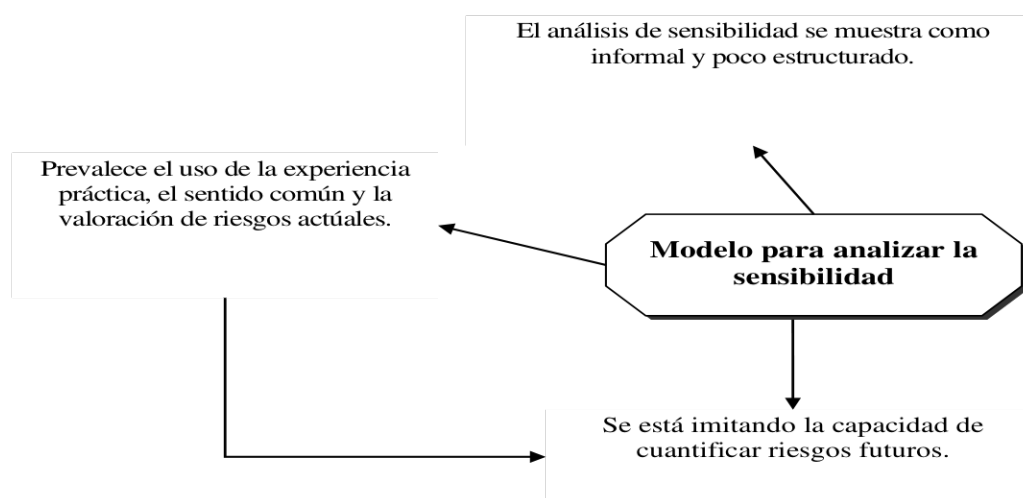 El análisis de sensibilidad se muestra como
informal y poco estructurado.
Prevalece el uso de la experiencia
práctica, el sentido común y la
valoración de riesgos actúales.
Modelo para analizar la
sensibilidad
Se está imitando la capacidad de
cuantificar riesgos futuros.